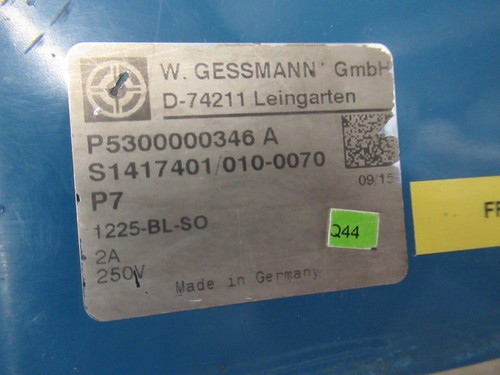 W. GESSMANN GmbH
D-74211 Leingarten
P5300000346 A
S1417401/010-0070
09/15
P7
1225-BL-SO
Q44
2A
250V
Made in Germany